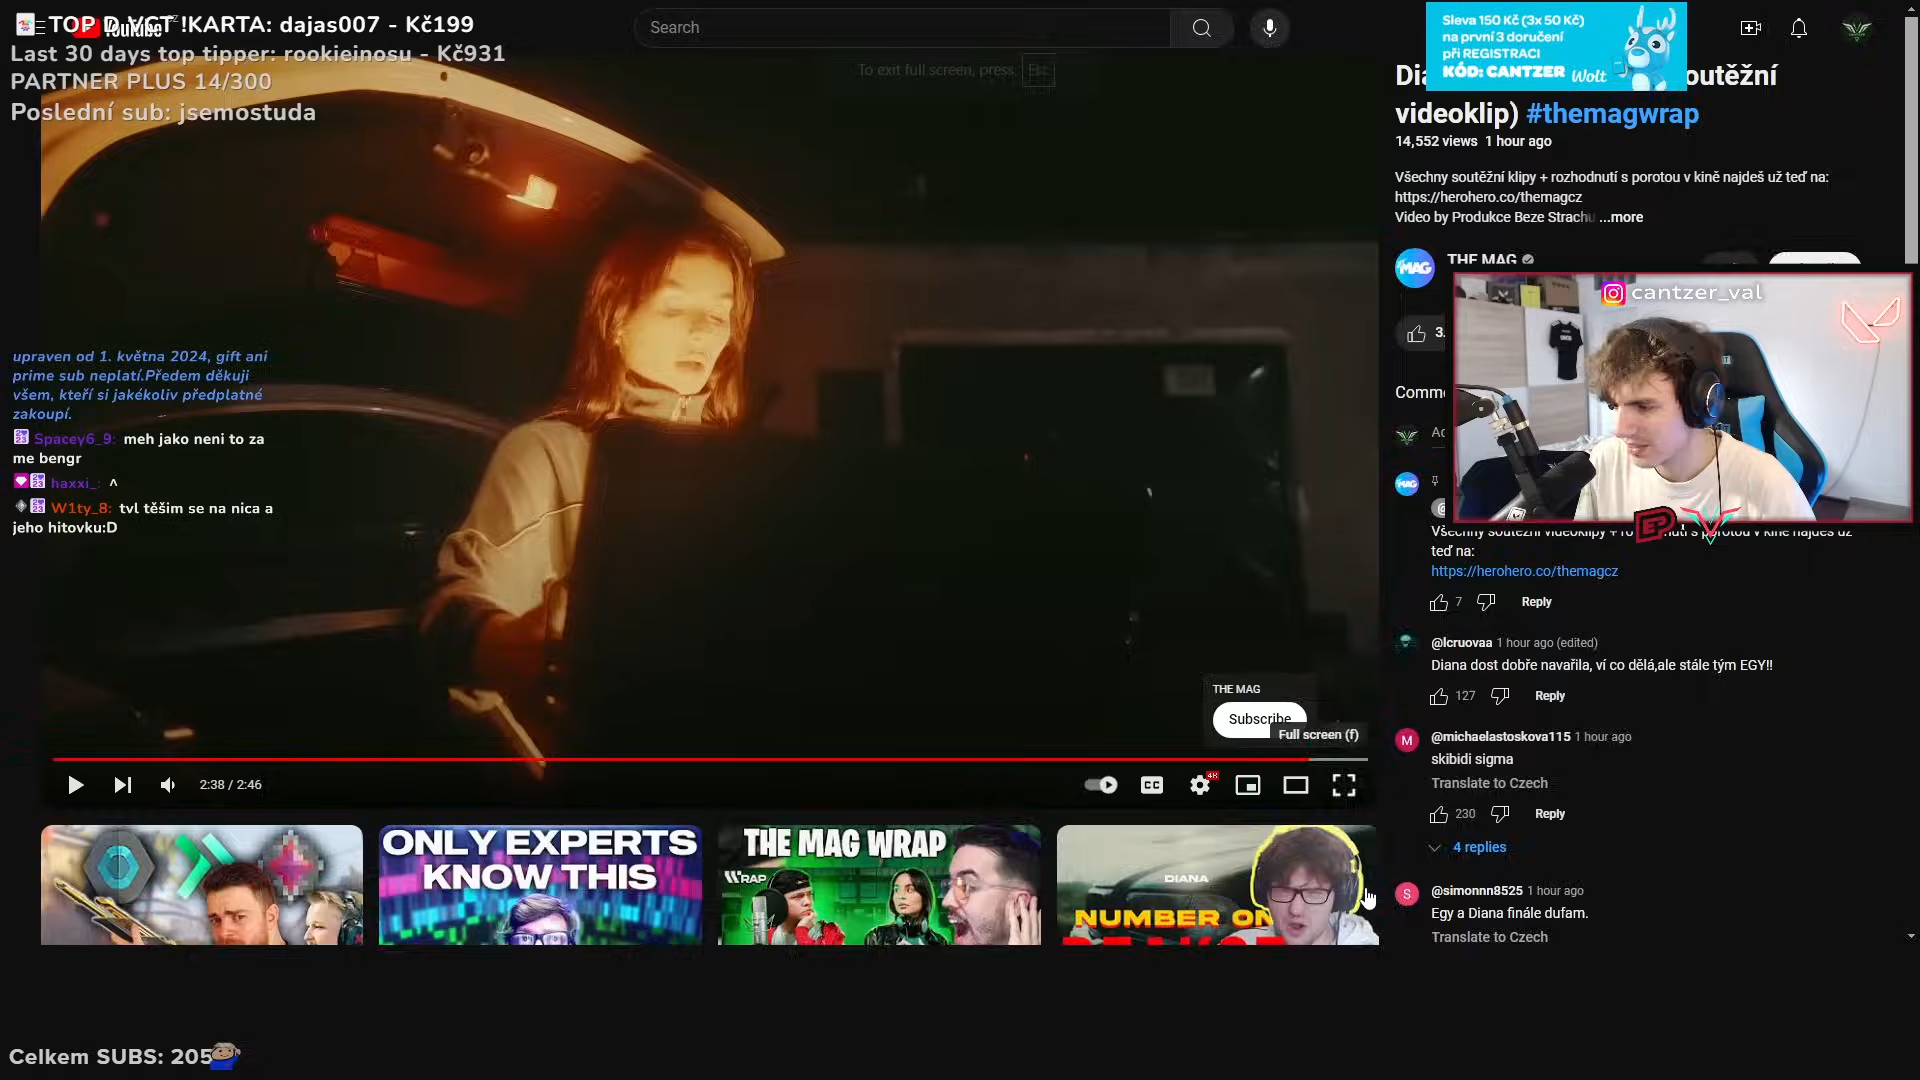 TOP D. VCT !KARTA: dajas007 - Kč199
Last 30 days top tipper: rookieinosu - Kč931
PARTNER PLUS 14/300
Poslední sub: jsemostuda
Search
To exit full screen, press Esc
Sleva 150 Kč (3x 50 Kč)
na první 3 doručení
při REGISTRACI
KÓD: CANTZER Wolt
videoklip) #themagwrap
14,552 views 1 hour ago
Všechny soutěžní klipy + rozhodnutí s porotou v kině najdeš už teď na:
https://herohero.co/themagcz
Video by Produkce Beze Strachu ...more
MAG THE MAG
cantzer_val
upraven od 1. května 2024, gift ani
prime sub neplatí.Předem děkuji
všem, kteří si jakékoliv předplatné
zakoupí.
Spacey6_9: meh jako neni to za
me bengr
haxxi_: ^
W1ty_8: tvl těšim se na nica a
jeho hitovku:D
MAG
teď na:
https://herohero.co/themagcz
7 Reply
@lcruovaa 1 hour ago (edited)
Diana dost dobře navařila, ví co dělá,ale stále tým EGY!!
127 Reply
M @michaelastoskova115 1 hour ago
skibidi sigma
Translate to Czech
230 Reply
4 replies
S @simonnn8525 1 hour ago
Egy a Diana finále dufam.
Translate to Czech
THE MAG
Subscribe
Full screen (f)
2:38 / 2:46
CC
4K
ONLY EXPERTS
KNOW THIS
THE MAG WRAP
WRAP
DIANA
NUMBER ON
Celkem SUBS: 205